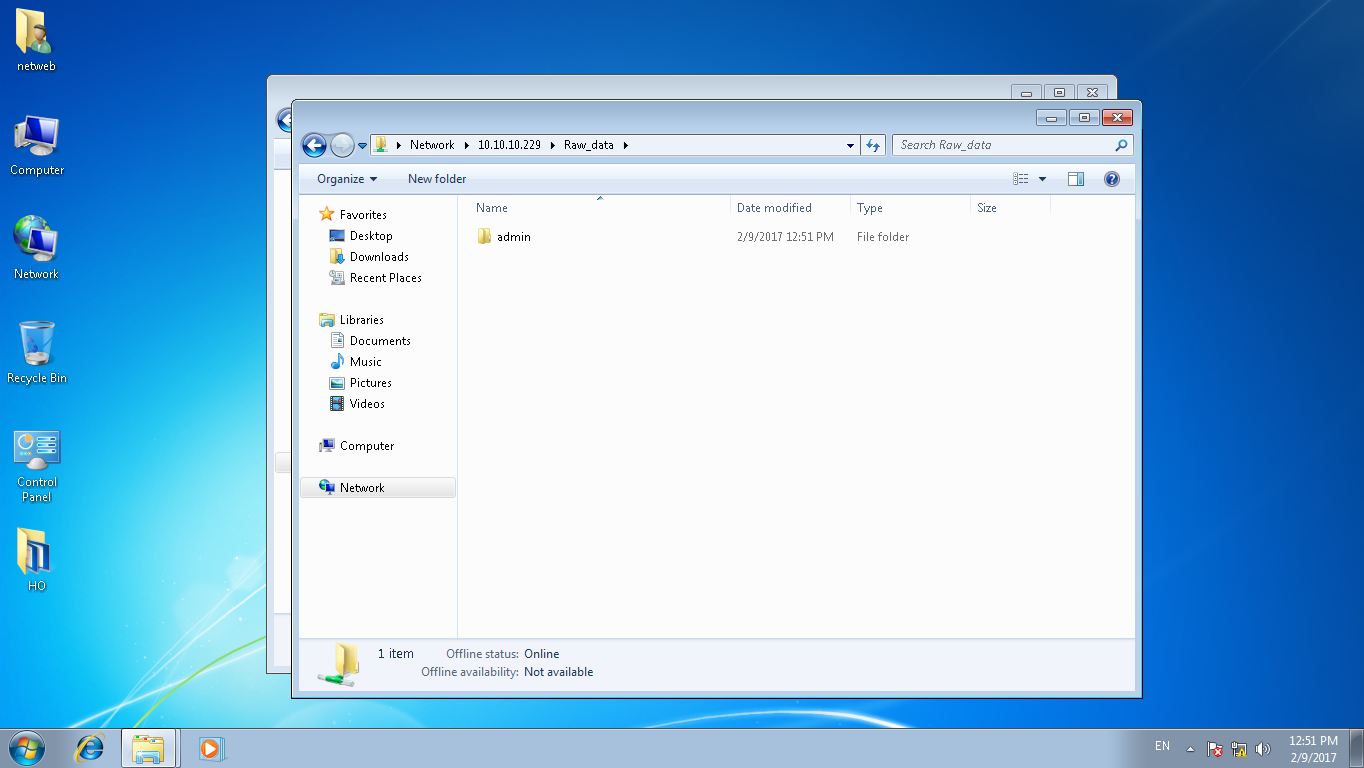 netweb
Computer
Network
Recycle Bin
Control
Panel
HO
Network 10.10.10.229 Raw_data
Search Raw_data
Organize New folder
Name Date modified Type Size
admin 2/9/2017 12:51 PM File folder
Favorites
Desktop
Downloads
Recent Places
Libraries
Documents
Music
Pictures
Videos
Computer
Network
1 item Offline status: Online
Offline availability: Not available
EN
12:51 PM
2/9/2017